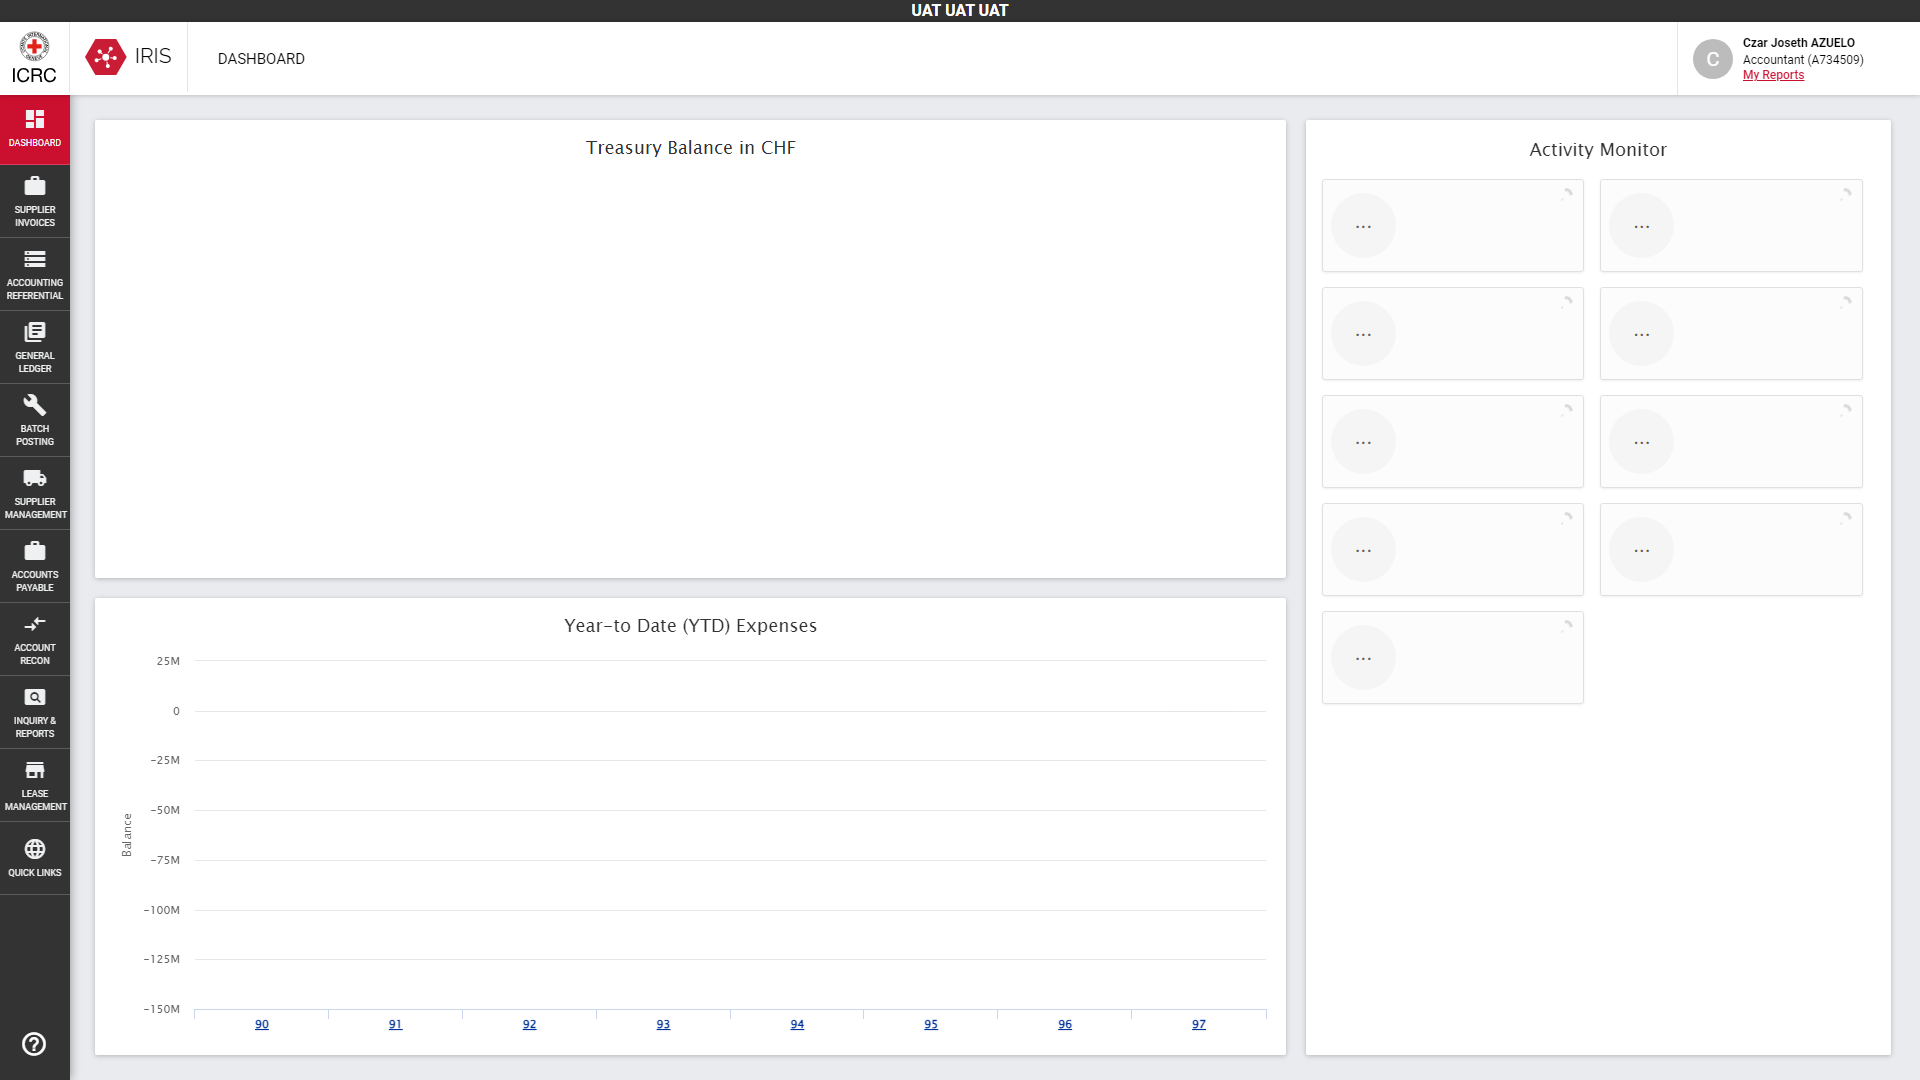 UAT UAT UAT
ICRC
IRIS
DASHBOARD
Czar Joseth AZUELO
Accountant (A734509)
My Reports
DASHBOARD
SUPPLIER
INVOICES
ACCOUNTING
REFERENTIAL
GENERAL
LEDGER
BATCH
POSTING
SUPPLIER
MANAGEMENT
ACCOUNTS
PAYABLE
ACCOUNT
RECON
INQUIRY &
REPORTS
LEASE
MANAGEMENT
QUICK LINKS
Treasury Balance in CHF
Year-to Date (YTD) Expenses
Balance
25M
0
-25M
-50M
-75M
-100M
-125M
-150M
90 91 92 93 94 95 96 97
Activity Monitor
... ...
... ...
... ...
... ...
...